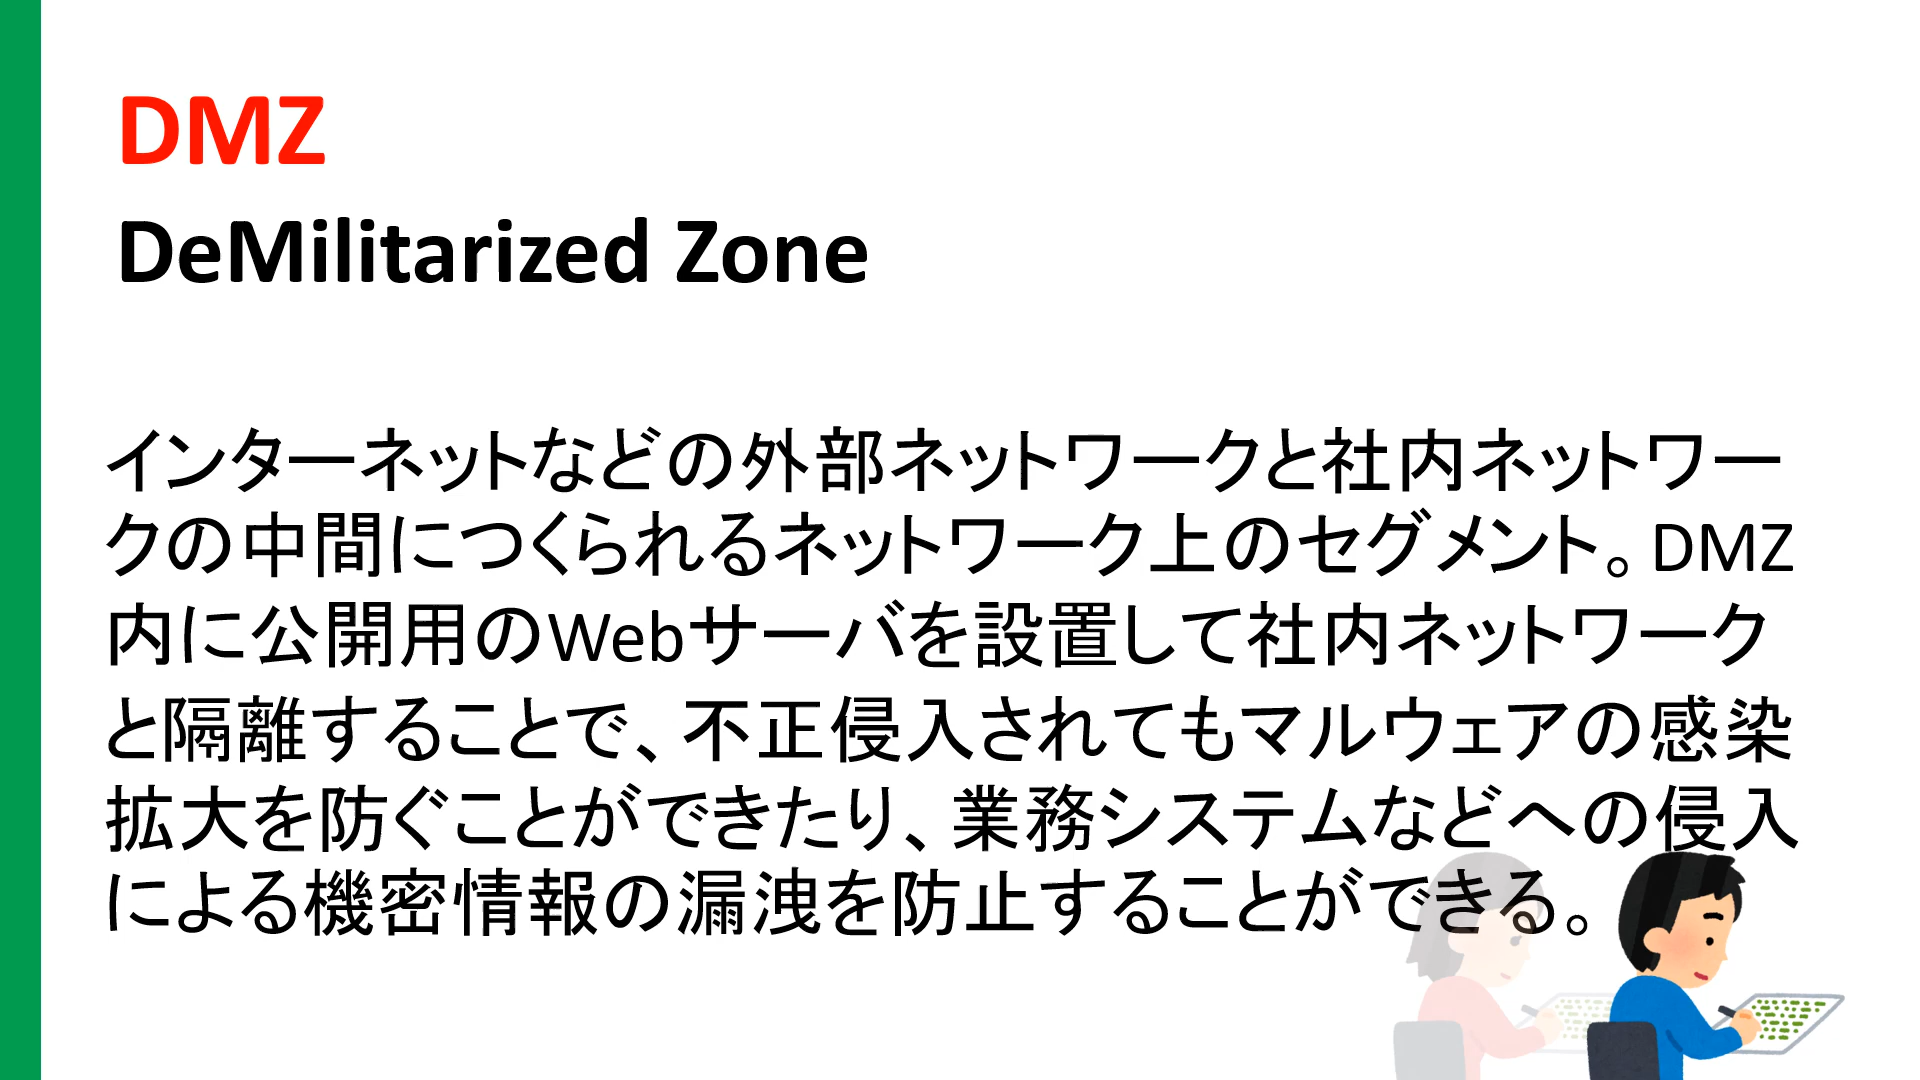 DMZ
DeMilitarized Zone
インターネットなどの外部ネットワークと社内ネットワー
クの中間につくられるネットワーク上のセグメント。DMZ
内に公開用のWebサーバを設置して社内ネットワーク
と隔離することで、不正侵入されてもマルウェアの感染
拡大を防ぐことができたり、業務システムなどへの侵入
による機密情報の漏洩を防止することができる。